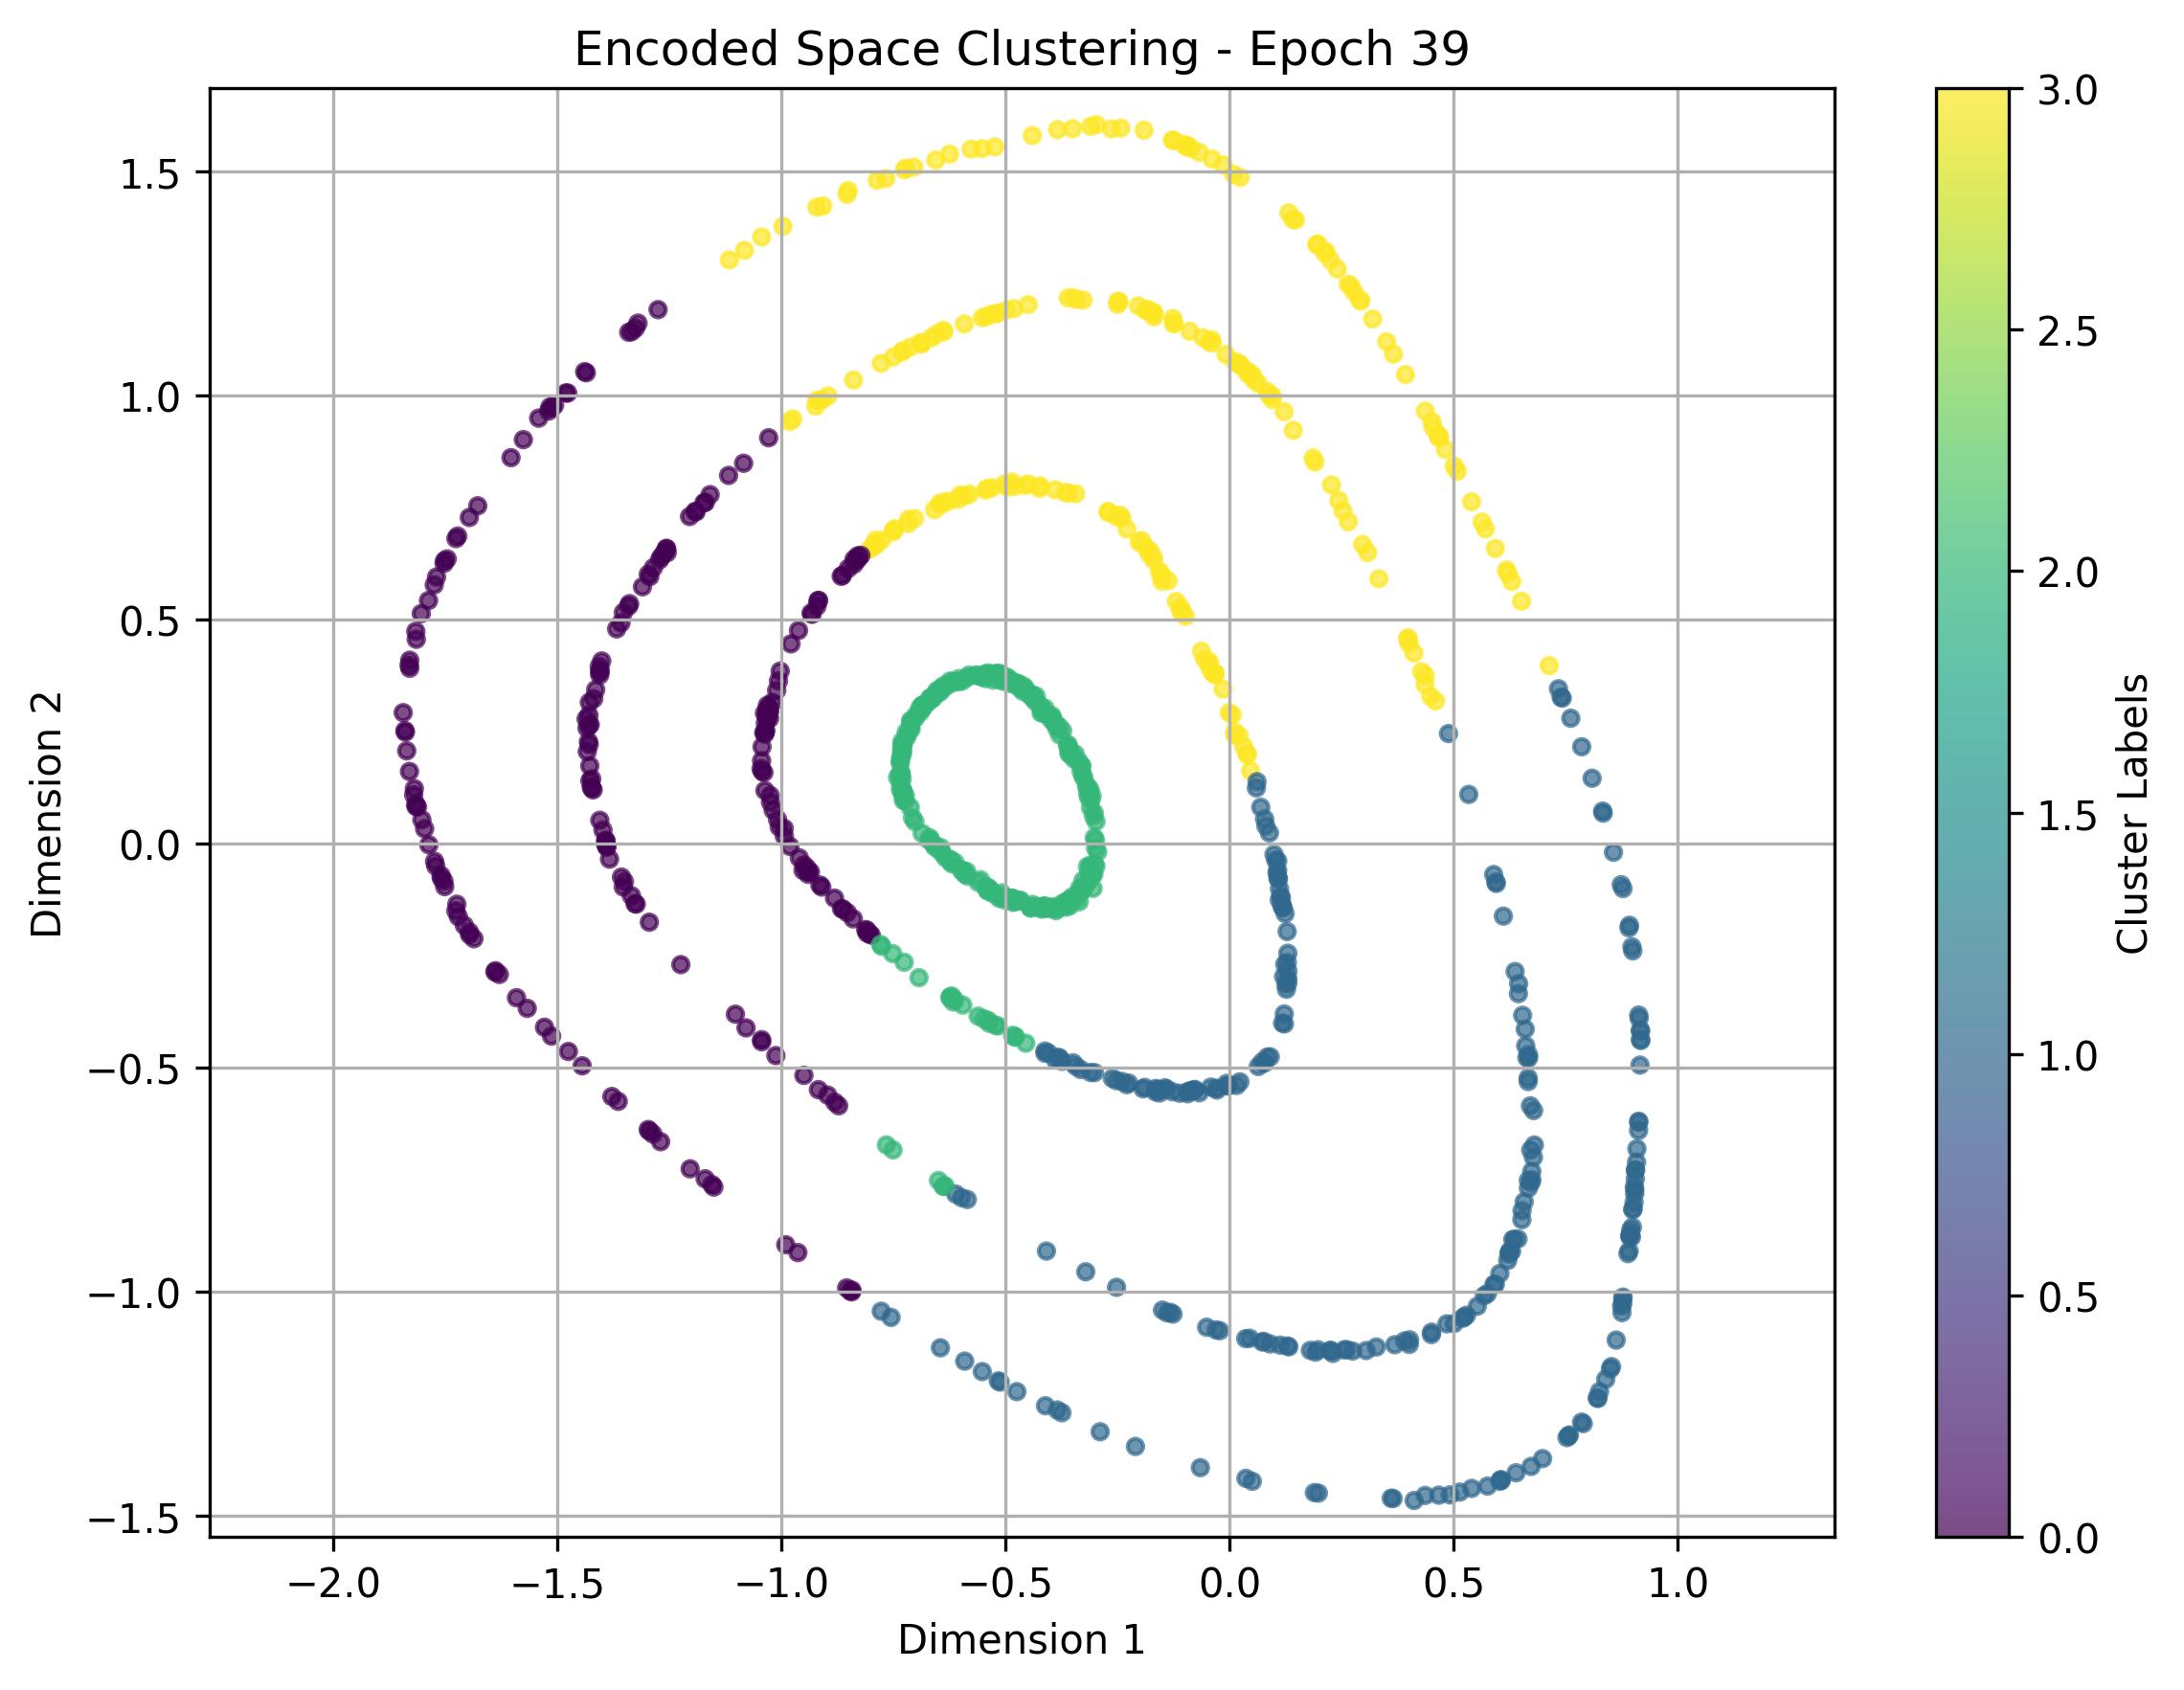 Encoded Space Clustering - Epoch 39
1.5
1.0
0.5
0.0
−0.5
−1.0
−1.5
Dimension 2
−2.0 −1.5 −1.0 −0.5 0.0 0.5 1.0
Dimension 1
3.0
2.5
2.0
1.5
1.0
0.5
0.0
Cluster Labels